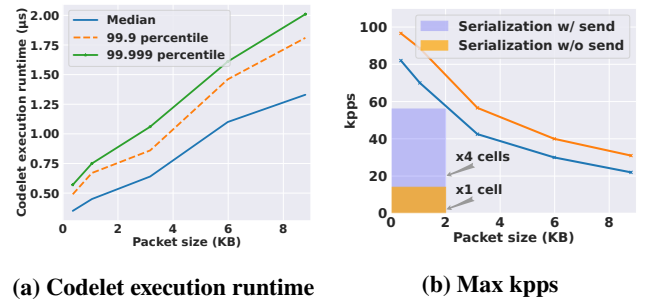 Codelet execution runtime (μs)
2.00
1.75
1.50
1.25
1.00
0.75
0.50
Median
99.9 percentile
99.999 percentile
0 2 4 6 8
Packet size (KB)
(a) Codelet execution runtime
kpps
100
80
60
40
20
0
Serialization w/ send
Serialization w/o send
x4 cells
x1 cell
0 2 4 6 8
Packet size (KB)
(b) Max kpps